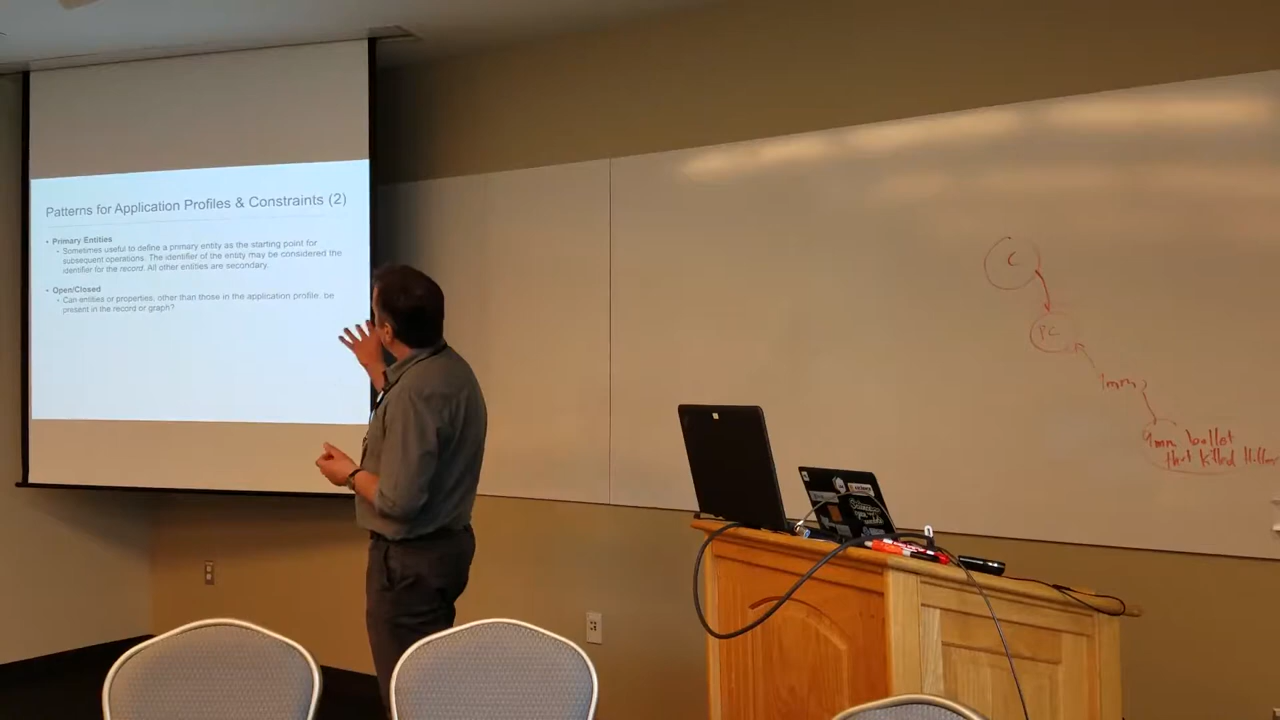 Patterns for Application Profiles & Constraints (2)
• Primary Entities
• Sometimes useful to define a primary entity as the starting point for
subsequent operations. The identifier of the entity may be considered the
identifier for the record. All other entities are secondary.
• Open/Closed
• Can entities or properties, other than those in the application profile, be
present in the record or graph?
C
PC
9mm bullet
that killed Hitler